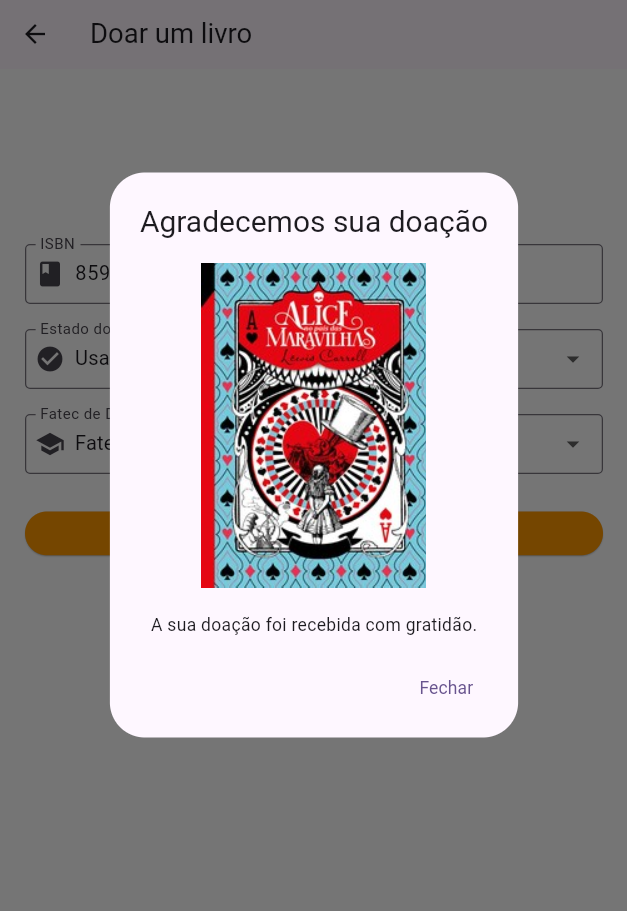 Doar um livro
Agradecemos sua doação
ISBN
859
Estado do
Usa
Fatec de D
Fate
A
ALICE
no país das
MARAVILHAS
Lewis Carroll
A
A sua doação foi recebida com gratidão.
Fechar